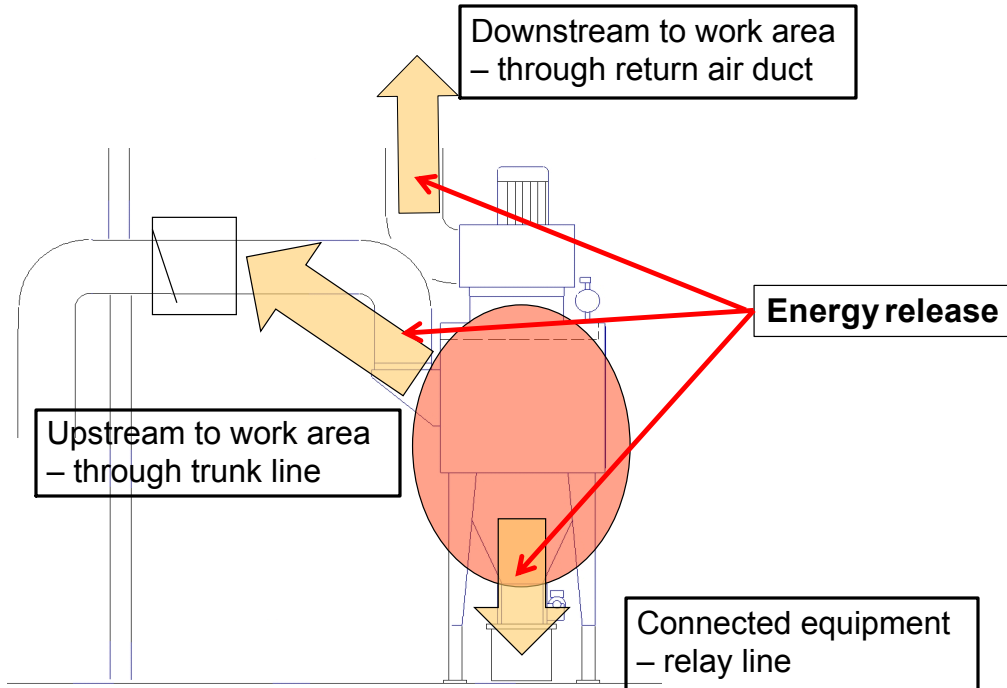 Downstream to work area
– through return air duct
Energy release
Upstream to work area
– through trunk line
Connected equipment
– relay line